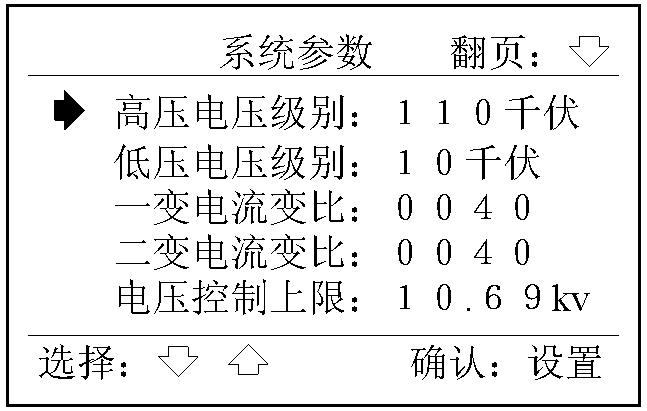 系统参数 翻页：
高压电压级别：110千伏
低压电压级别：10千伏
一变电流变比：0040
二变电流变比：0040
电压控制上限：10.69kv
选择： 确认：设置